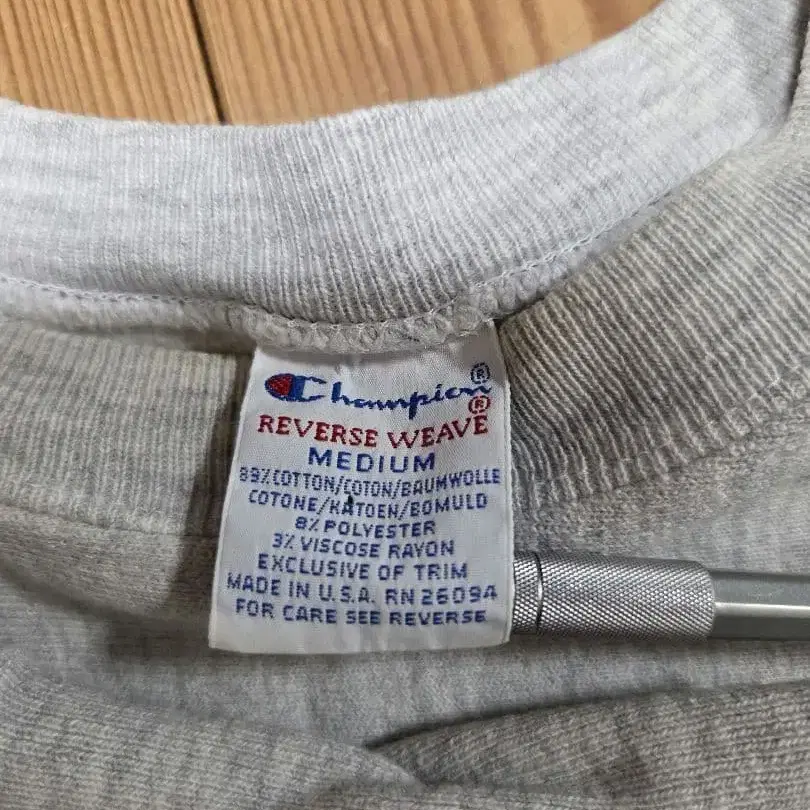 Champion®
REVERSE WEAVE®
MEDIUM
89% COTTON/COTON/BAUMWOLLE
COTONE/KATOEN/BOMULD
8% POLYESTER
3% VISCOSE RAYON
EXCLUSIVE OF TRIM
MADE IN U.S.A. RN 26094
FOR CARE SEE REVERSE